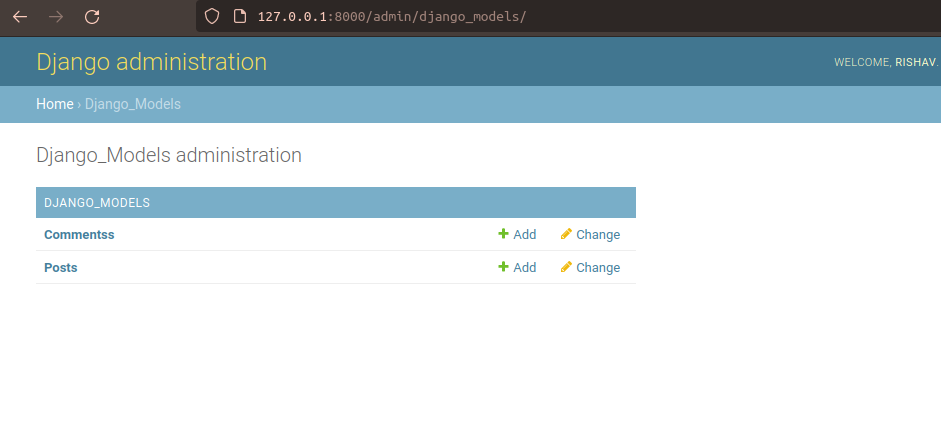 127.0.0.1:8000/admin/django_models/
Django administration
WELCOME, RISHAV.
Home › Django_Models
Django_Models administration
DJANGO_MODELS
Commentss Add Change
Posts Add Change